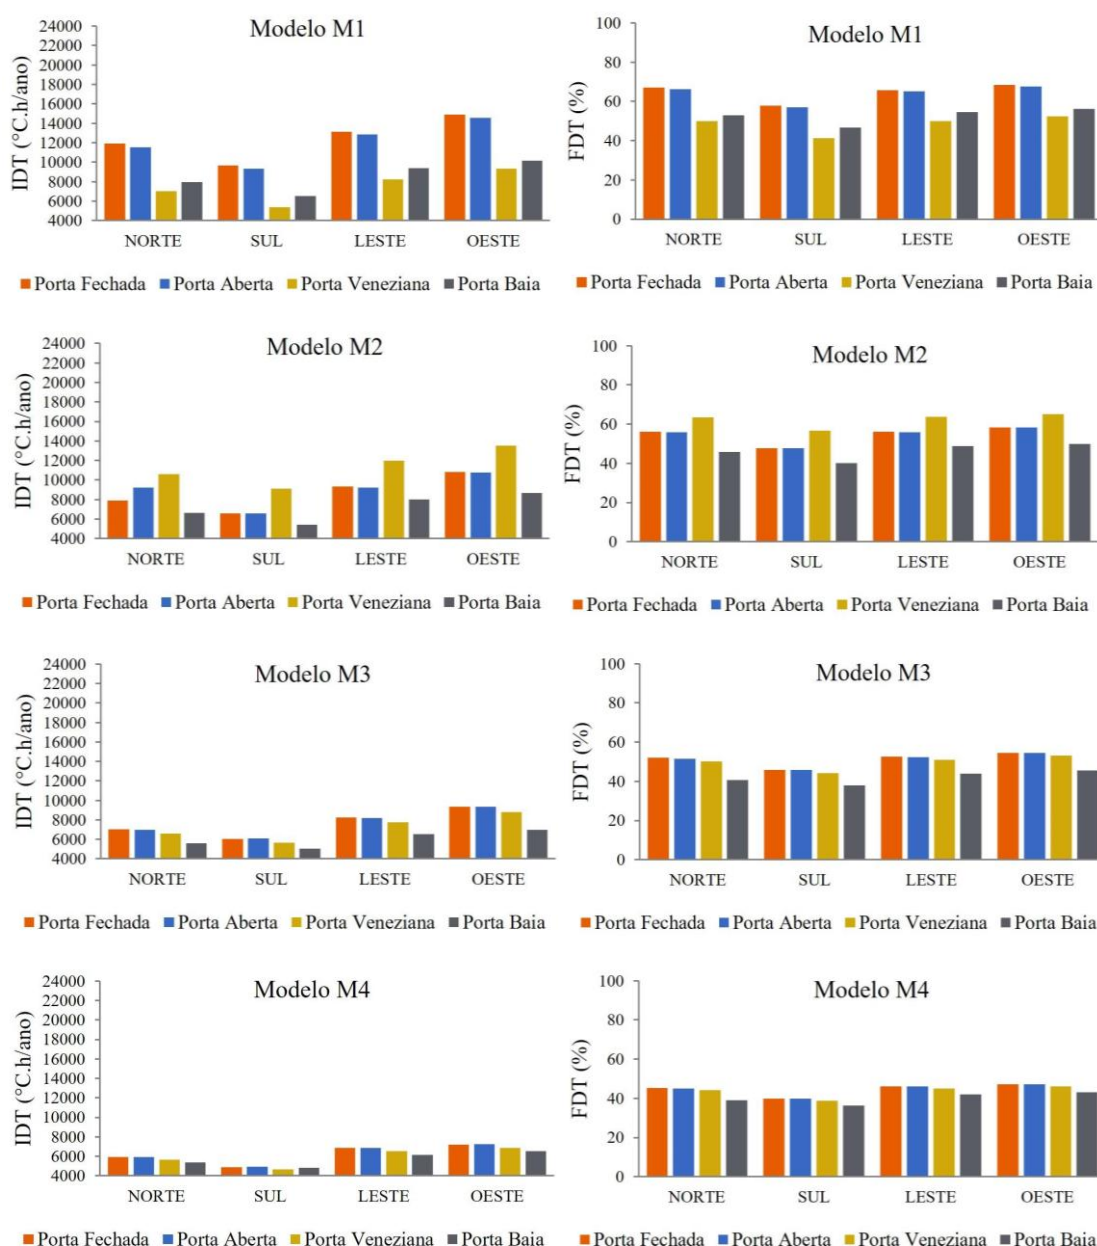 Modelo M1
IDT (°C.h/ano)
24000
22000
20000
18000
16000
14000
12000
10000
8000
6000
4000
NORTE SUL LESTE OESTE
Porta Fechada Porta Aberta Porta Veneziana Porta Baia
Modelo M1
FDT (%)
100
80
60
40
20
0
NORTE SUL LESTE OESTE
Porta Fechada Porta Aberta Porta Veneziana Porta Baia
Modelo M2
IDT (°C.h/ano)
24000
22000
20000
18000
16000
14000
12000
10000
8000
6000
4000
NORTE SUL LESTE OESTE
Porta Fechada Porta Aberta Porta Veneziana Porta Baia
Modelo M2
FDT (%)
100
80
60
40
20
0
NORTE SUL LESTE OESTE
Porta Fechada Porta Aberta Porta Veneziana Porta Baia
Modelo M3
IDT (°C.h/ano)
24000
22000
20000
18000
16000
14000
12000
10000
8000
6000
4000
NORTE SUL LESTE OESTE
Porta Fechada Porta Aberta Porta Veneziana Porta Baia
Modelo M3
FDT (%)
100
80
60
40
20
0
NORTE SUL LESTE OESTE
Porta Fechada Porta Aberta Porta Veneziana Porta Baia
Modelo M4
IDT (°C.h/ano)
24000
22000
20000
18000
16000
14000
12000
10000
8000
6000
4000
NORTE SUL LESTE OESTE
Porta Fechada Porta Aberta Porta Veneziana Porta Baia
Modelo M4
FDT (%)
100
80
60
40
20
0
NORTE SUL LESTE OESTE
Porta Fechada Porta Aberta Porta Veneziana Porta Baia